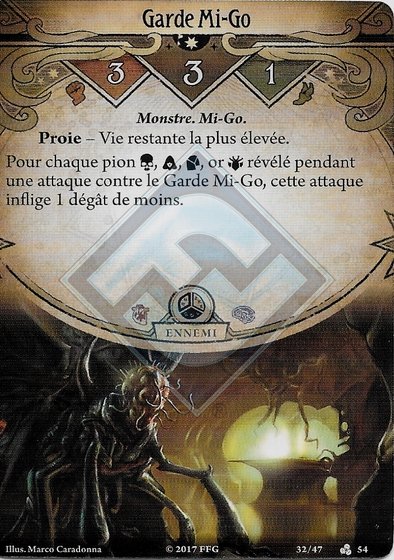 Garde Mi-Go
3 3 1
Monstre. Mi-Go.
Proie – Vie restante la plus élevée.
Pour chaque pion , , , or révélé pendant
une attaque contre le Garde Mi-Go, cette attaque
inflige 1 dégât de moins.
ENNEMI
Illus. Marco Caradonna © 2017 FFG 32/47 54